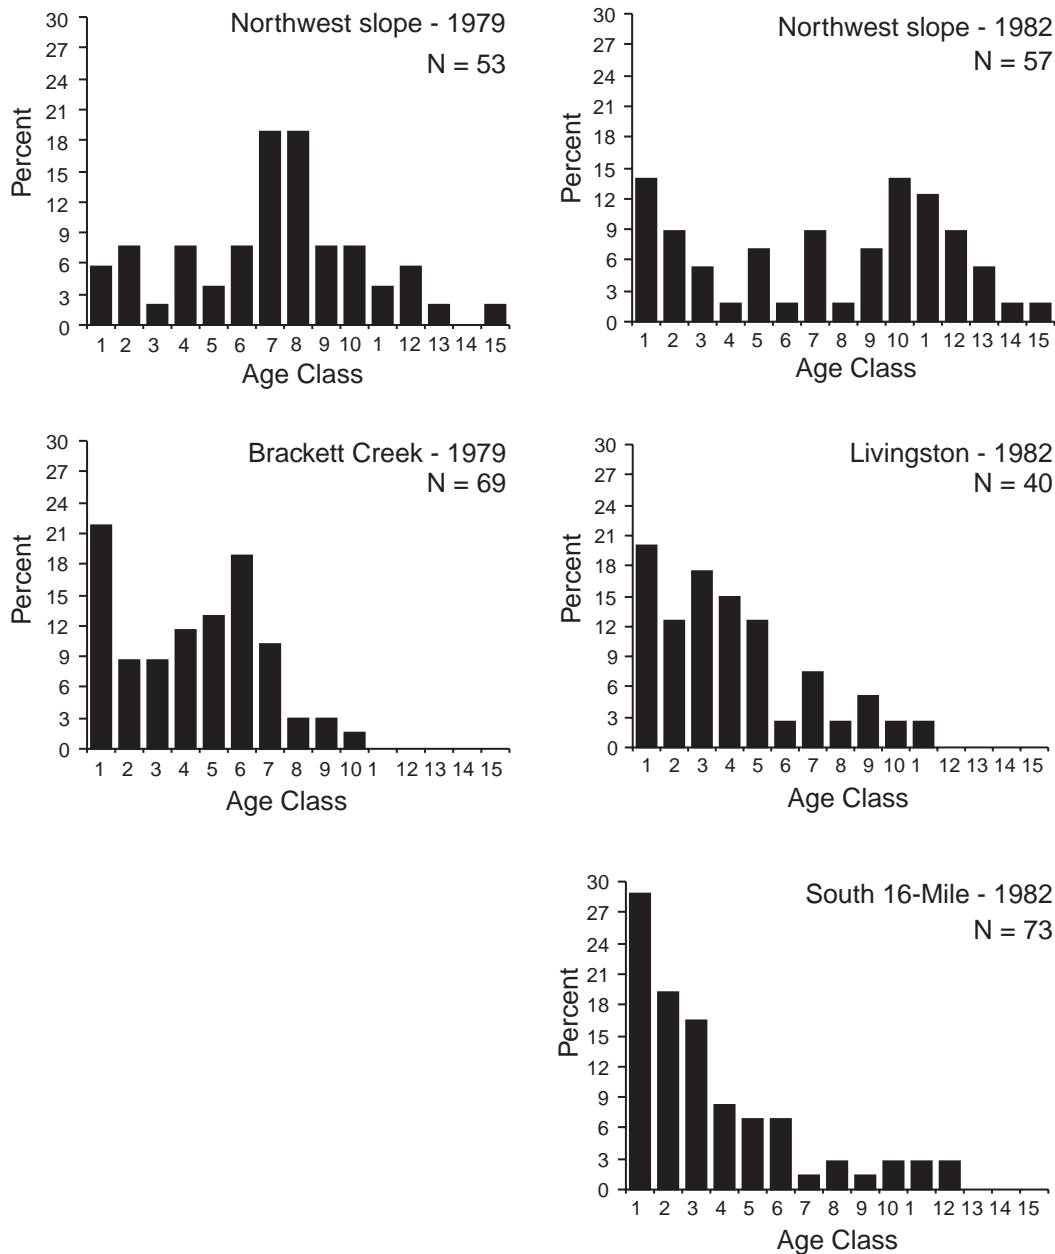 Northwest slope - 1979
N = 53
30
27
24
21
18
15
12
9
6
3
0
Percent
1 2 3 4 5 6 7 8 9 10 1 12 13 14 15
Age Class
Northwest slope - 1982
N = 57
30
27
24
21
18
15
12
9
6
3
0
Percent
1 2 3 4 5 6 7 8 9 10 1 12 13 14 15
Age Class
Brackett Creek - 1979
N = 69
30
27
24
21
18
15
12
9
6
3
0
Percent
1 2 3 4 5 6 7 8 9 10 1 12 13 14 15
Age Class
Livingston - 1982
N = 40
30
27
24
21
18
15
12
9
6
3
0
Percent
1 2 3 4 5 6 7 8 9 10 1 12 13 14 15
Age Class
South 16-Mile - 1982
N = 73
30
27
24
21
18
15
12
9
6
3
0
Percent
1 2 3 4 5 6 7 8 9 10 1 12 13 14 15
Age Class